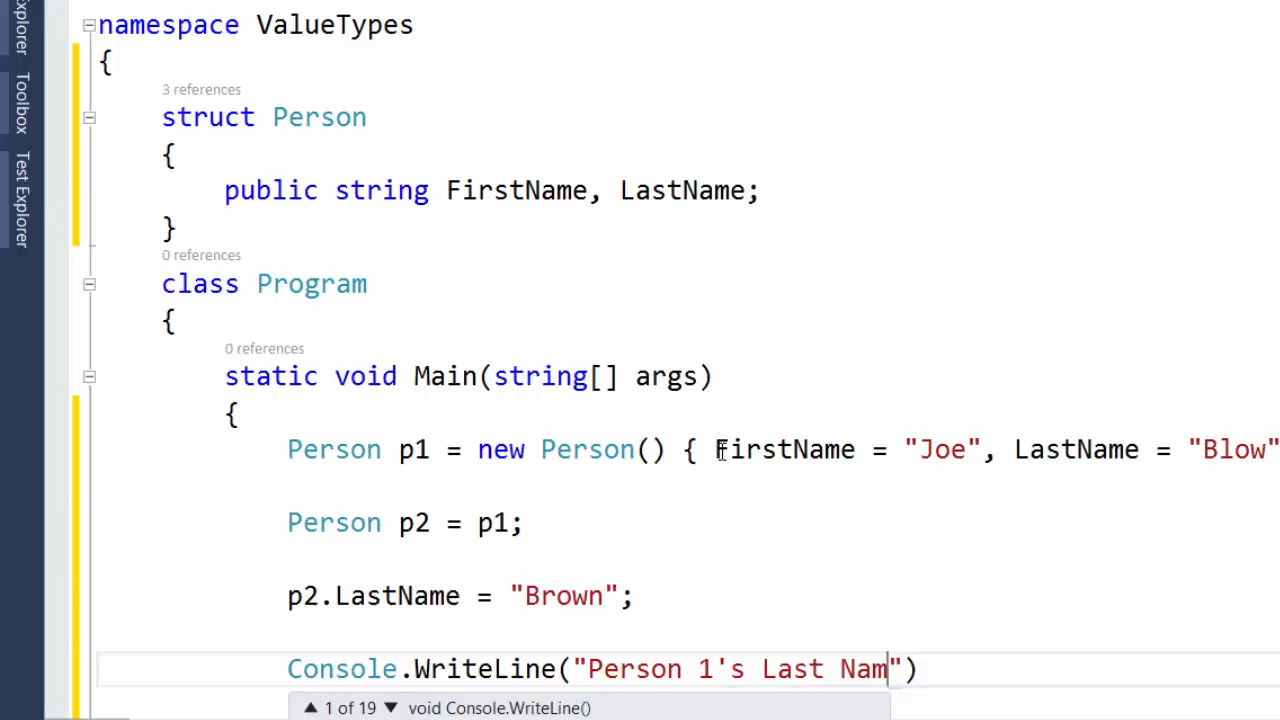 Explorer
Toolbox
Test Explorer
namespace ValueTypes
{
3 references
struct Person
{
public string FirstName, LastName;
}
0 references
class Program
{
0 references
static void Main(string[] args)
{
Person p1 = new Person() { FirstName = "Joe", LastName = "Blow"
Person p2 = p1;
p2.LastName = "Brown";
Console.WriteLine("Person 1's Last Nam")
▲ 1 of 19 ▼ void Console.WriteLine()